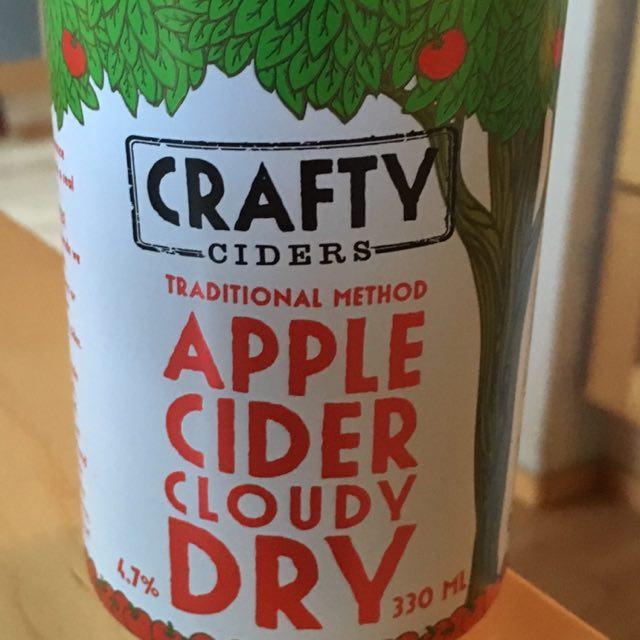 CRAFTY
CIDERS
TRADITIONAL METHOD
APPLE
CIDER
CLOUDY
DRY
4.7%
330 ML